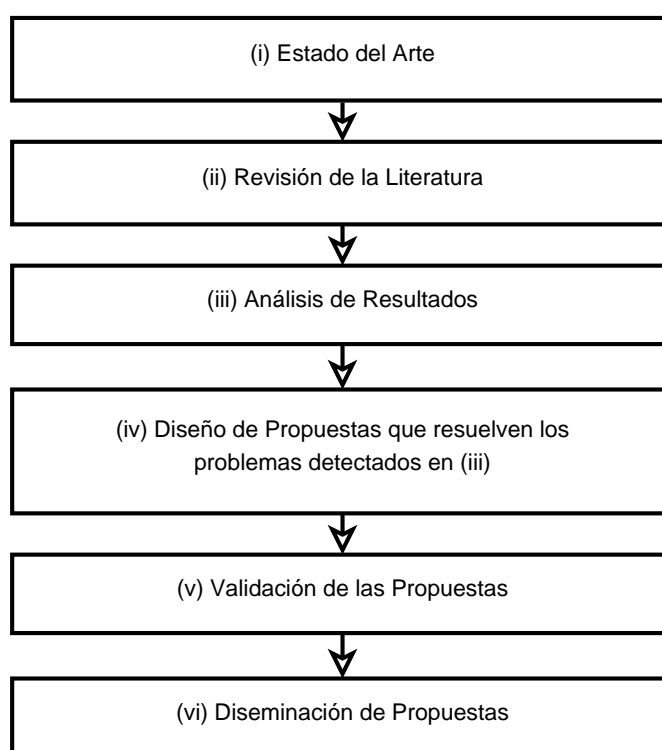 (i) Estado del Arte
(ii) Revisión de la Literatura
(iii) Análisis de Resultados
(iv) Diseño de Propuestas que resuelven los
problemas detectados en (iii)
(v) Validación de las Propuestas
(vi) Diseminación de Propuestas